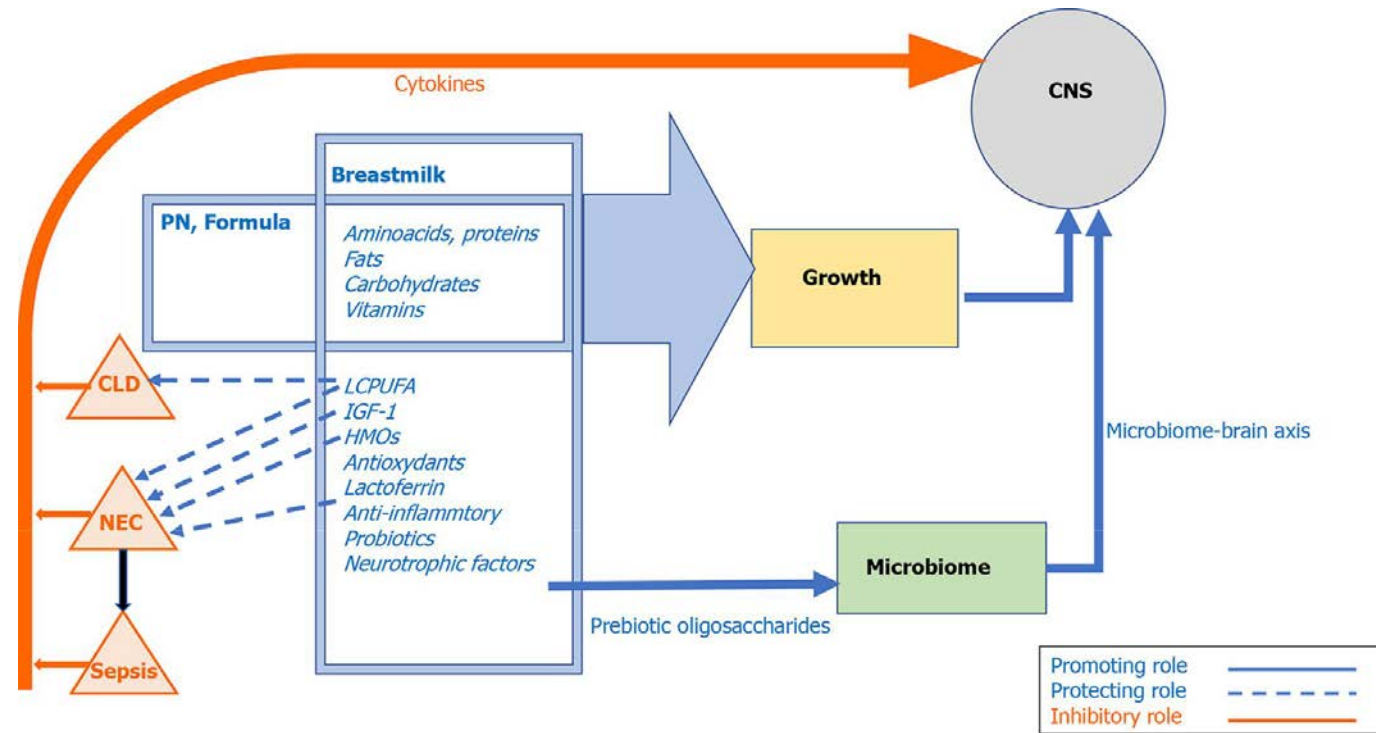 CNS
Cytokines
Breastmilk
PN, Formula
Aminoacids, proteins
Fats
Carbohydrates
Vitamins
Growth
CLD
LCPUFA
IGF-1
HMOs
Antioxydants
Lactoferrin
Anti-inflammtory
Probiotics
Neurotrophic factors
NEC
Sepsis
Microbiome-brain axis
Microbiome
Prebiotic oligosaccharides
Promoting role
Protecting role
Inhibitory role